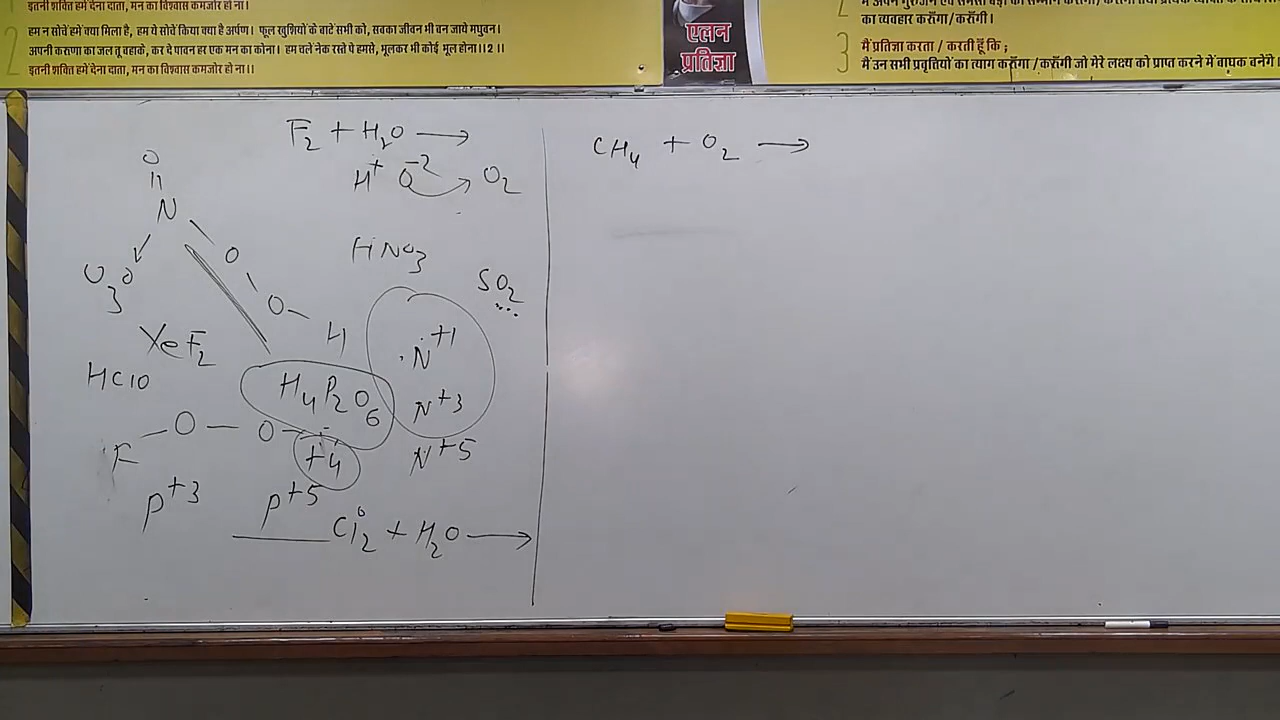 इतनी शक्ति हमें देना दाता, मन का विश्वास कमजोर हो ना।
हम न सोचें हमें क्या मिला है, हम ये सोचें किया क्या है अर्पण। फूल खुशियों के बाटें सभी को, सबका जीवन भी बन जाये मधुवन।
अपनी करुणा का जल तू बहाके, कर दे पावन हर एक मन का कोना। हम चलें नेक रस्ते पे हमसे, भूलकर भी कोई भूल हो ना।। 2 ।।
इतनी शक्ति हमें देना दाता, मन का विश्वास कमजोर हो ना।।
2
एलन
प्रतिज्ञा
2
का व्यवहार करूँगा / करूँगी।
3 मैं प्रतिज्ञा करता / करती हूँ कि ;
मैं उन सभी प्रवृत्तियों का त्याग करूँगा / करूँगी जो मेरे लक्ष्य को प्राप्त करने में बाधक बनेंगे।
F2 + H2O →
H+ O-2 → O2
O
N
O
O
O
H
O3
HNO3
SO2
XeF2
HClO
H4P2O6
N+1
N+3
N+5
F — O — O —
+4
P+3 P+5
Cl2° + H2O →
CH4 + O2 →